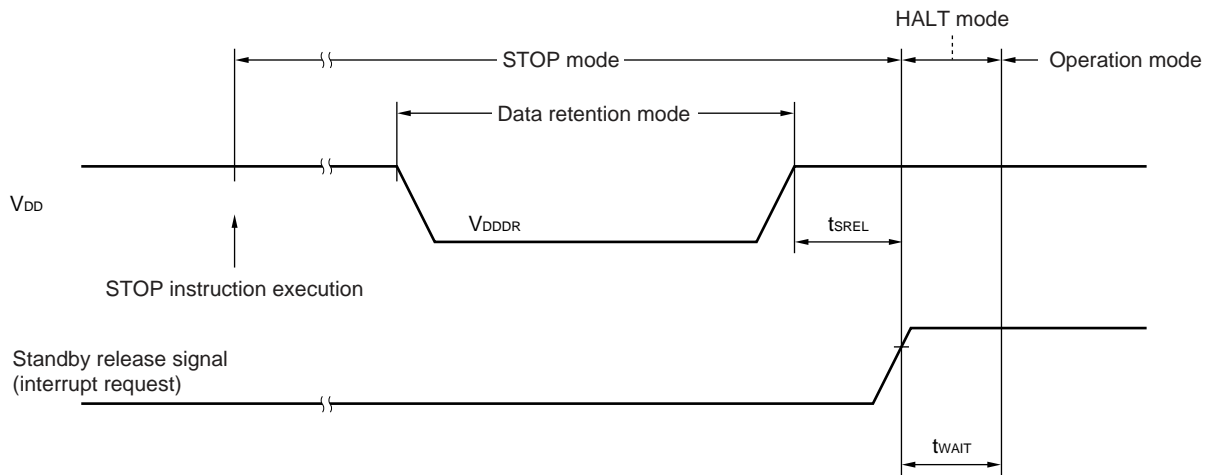 HALT mode
STOP mode
Operation mode
Data retention mode
VDD
VDDDR
tSREL
STOP instruction execution
Standby release signal
(interrupt request)
tWAIT